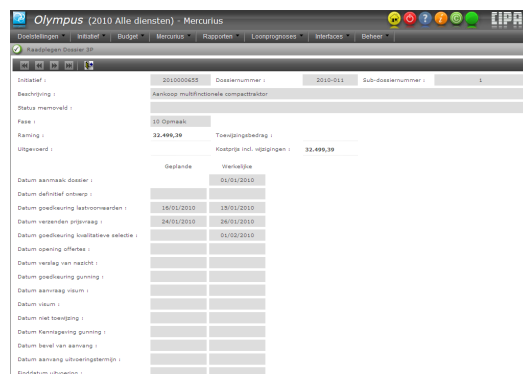 Olympus (2010 Alle diensten) - Mercurius
Doelstellingen Initiatief Budget Mercurius Rapporten Loonprognoses Interfaces Beheer
Raadplegen Dossier 3P
Initiatief : 2010000655 Dossiernummer : 2010-011 Sub-dossiernummer : 1
Beschrijving : Aankoop multifinctionele compacttraktor
Status memoveld :
Fase : 10 Opmaak
Raming : 32.499,39 Toewijzingsbedrag :
Uitgevoerd : Kostprijs incl. wijzigingen : 32.499,39
Geplande Werkelijke
Datum aanmaak dossier : 01/01/2010
Datum definitief ontwerp :
Datum goedkeuring lastvoorwaarden : 16/01/2010 15/01/2010
Datum verzenden prijsvraag : 24/01/2010 26/01/2010
Datum goedkeuring kwalitatieve selectie : 01/02/2010
Datum opening offertes :
Datum verslag van nazicht :
Datum goedkeuring gunning :
Datum aanvraag visum :
Datum visum :
Datum niet toewijzing :
Datum Kennisgeving gunning :
Datum bevel van aanvang :
Datum aanvang uitvoeringstermijn :
Einddatum uitvoering :